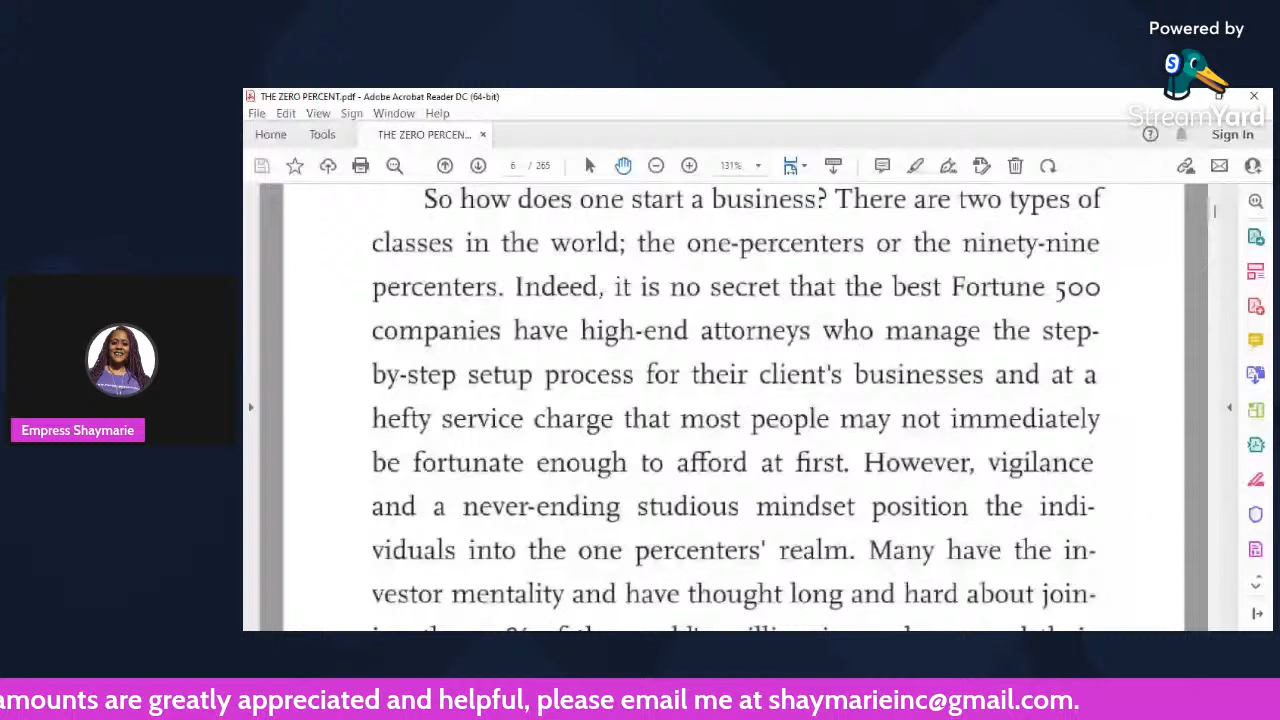 Powered by
StreamYard
THE ZERO PERCENT.pdf - Adobe Acrobat Reader DC (64-bit)
File Edit View Sign Window Help
Home Tools THE ZERO PERCEN... ×
Sign In
6 / 265 131%
So how does one start a business? There are two types of
classes in the world; the one-percenters or the ninety-nine
percenters. Indeed, it is no secret that the best Fortune 500
companies have high-end attorneys who manage the step-
by-step setup process for their client's businesses and at a
hefty service charge that most people may not immediately
be fortunate enough to afford at first. However, vigilance
and a never-ending studious mindset position the indi-
viduals into the one percenters' realm. Many have the in-
vestor mentality and have thought long and hard about join-
Empress Shaymarie
amounts are greatly appreciated and helpful, please email me at shaymarieinc@gmail.com.